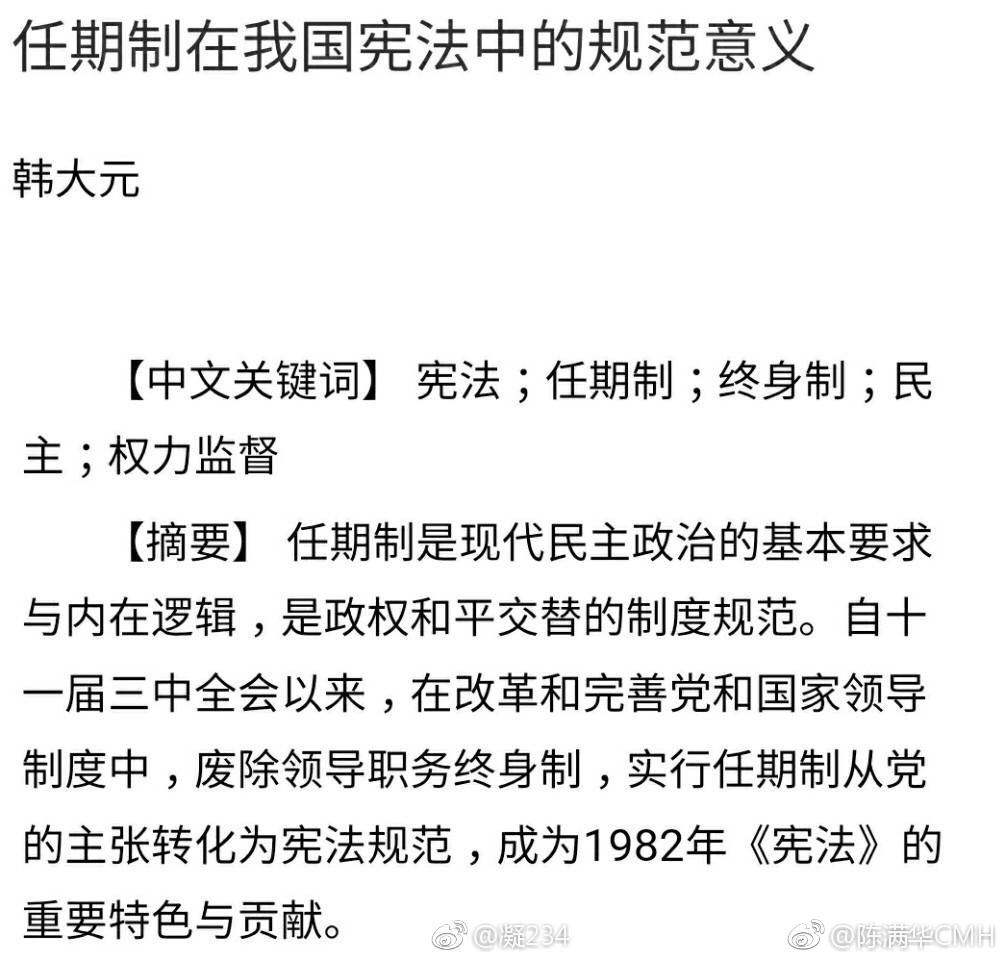 任期制在我国宪法中的规范意义
韩大元
【中文关键词】 宪法；任期制；终身制；民
主；权力监督
【摘要】 任期制是现代民主政治的基本要求
与内在逻辑，是政权和平交替的制度规范。自十
一届三中全会以来，在改革和完善党和国家领导
制度中，废除领导职务终身制，实行任期制从党
的主张转化为宪法规范，成为1982年《宪法》的
重要特色与贡献。
@凝234
@陈满华CMH